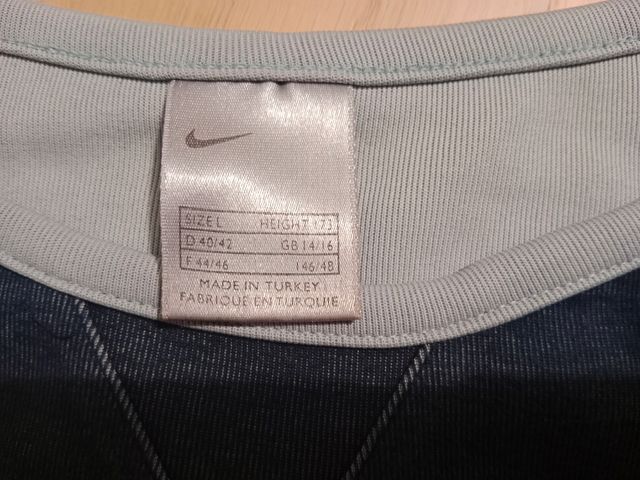 SIZE L HEIGHT 173
D 40/42 GB 14/16
F 44/46 I 46/48
MADE IN TURKEY
FABRIQUE EN TURQUIE